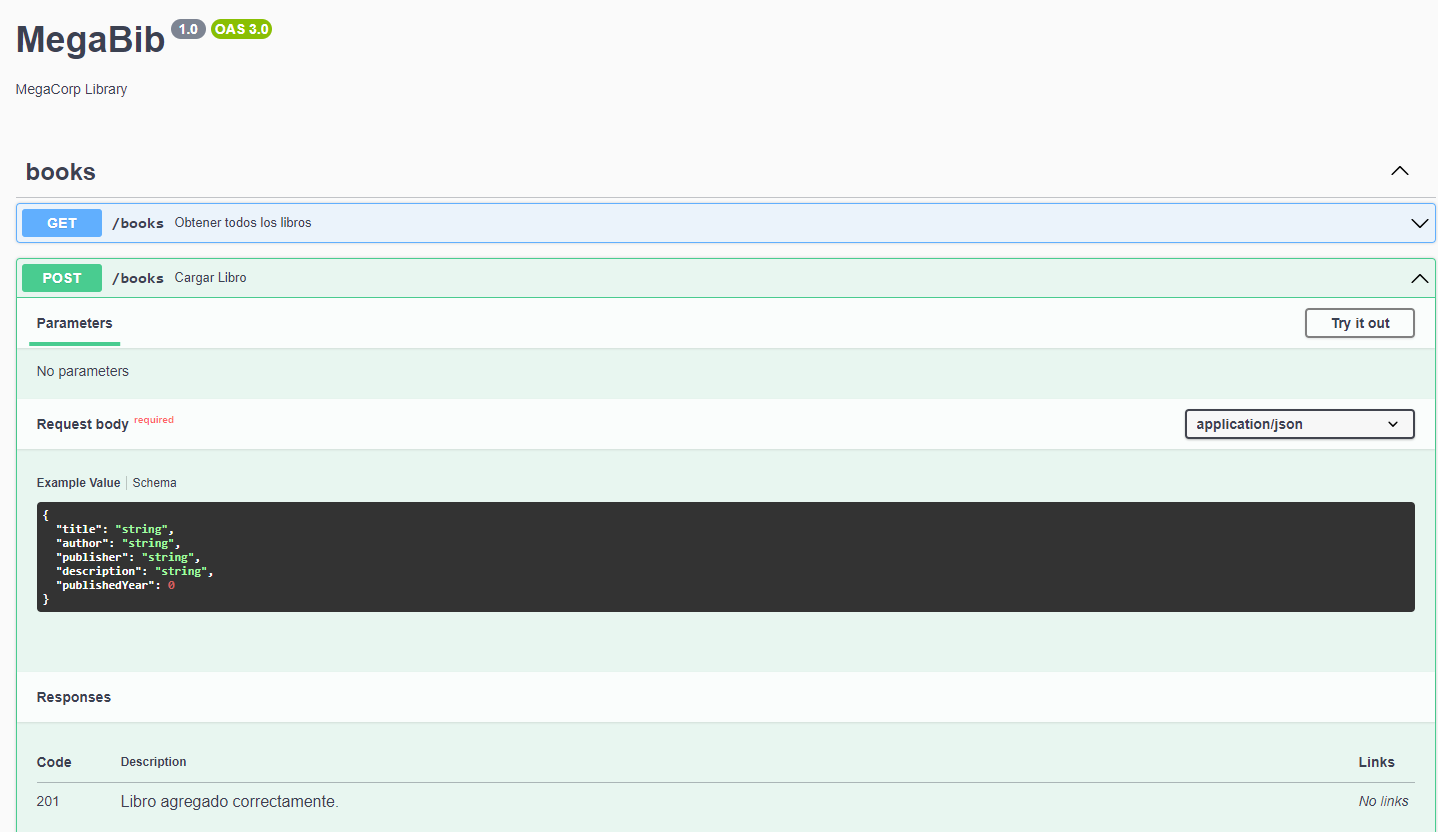 MegaBib 1.0 OAS 3.0
MegaCorp Library
books
GET /books Obtener todos los libros
POST /books Cargar Libro
Parameters Try it out
No parameters
Request body required application/json
Example Value Schema
{
"title": "string",
"author": "string",
"publisher": "string",
"description": "string",
"publishedYear": 0
}
Responses
Code Description Links
201 Libro agregado correctamente. No links